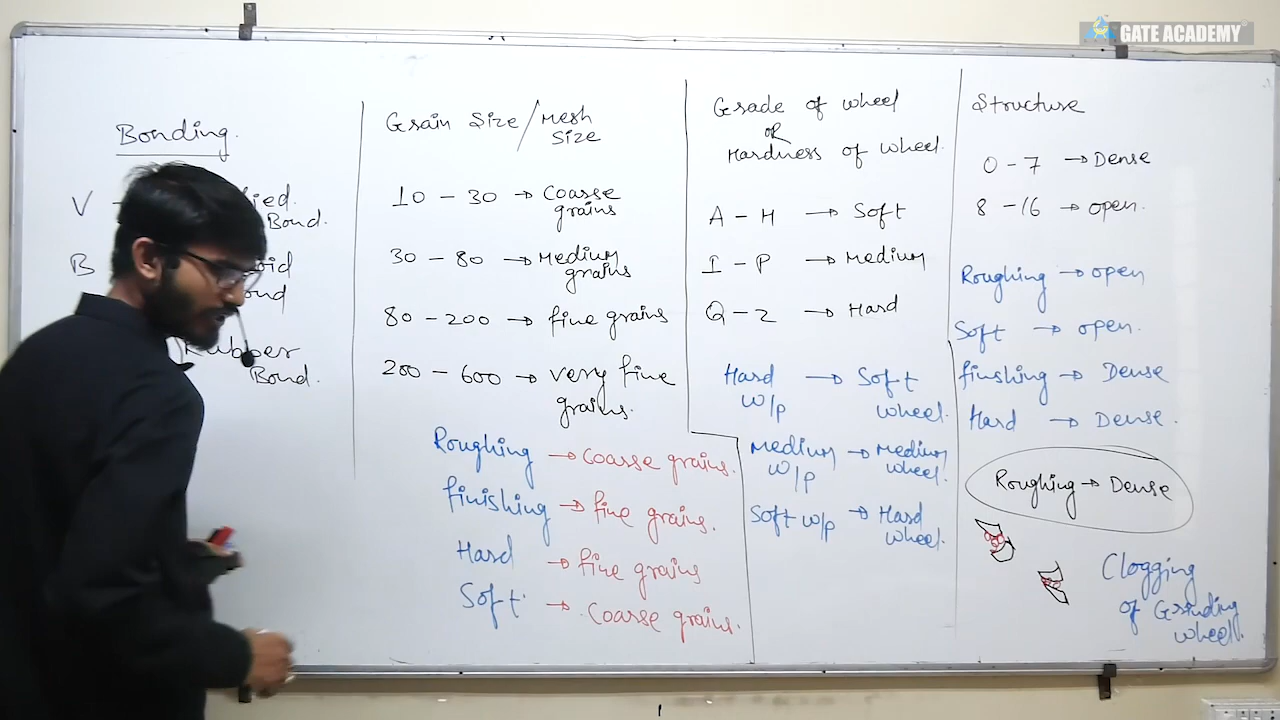 GATE ACADEMY
Bonding.
V
Bond.
B
Rubber
Bond.
Grain Size / Mesh
Size
10 - 30 → Coarse
grains
30 - 80 → Medium
grains
80 - 200 → fine grains
200 - 600 → very fine
grains.
Roughing → Coarse grains.
finishing → fine grains.
Hard → fine grains
Soft. → Coarse grains.
Grade of wheel
OR
Hardness of wheel.
A - H → Soft
I - P → Medium
Q - Z → Hard
Hard → Soft
w/p wheel.
Medium → Medium
w/p wheel.
Soft w/p → Hard
wheel.
Structure
0 - 7 → Dense
8 - 16 → open.
Roughing → open
Soft → open.
finishing → Dense
Hard → Dense.
Roughing → Dense
Clogging
of Grinding
wheel.